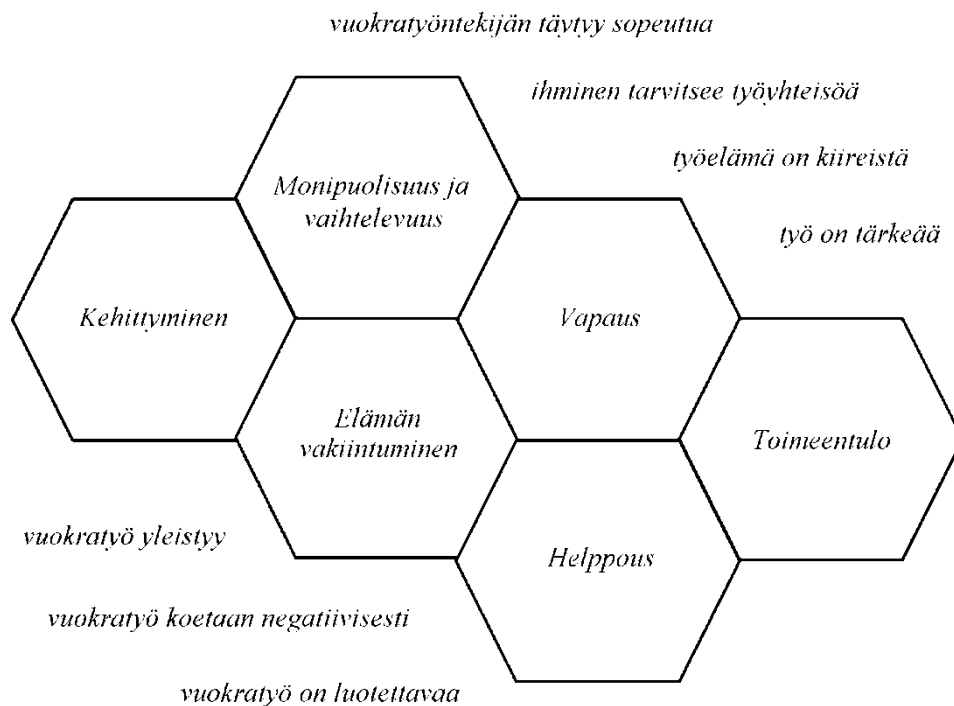 vuokratyöntekijän täytyy sopeutua
ihminen tarvitsee työyhteisöä
työelämä on kiireistä
työ on tärkeää
Monipuolisuus ja
vaihtelevuus
Kehittyminen
Vapaus
Elämän
vakiintuminen
Toimeentulo
Helppous
vuokratyö yleistyy
vuokratyö koetaan negatiivisesti
vuokratyö on luotettavaa